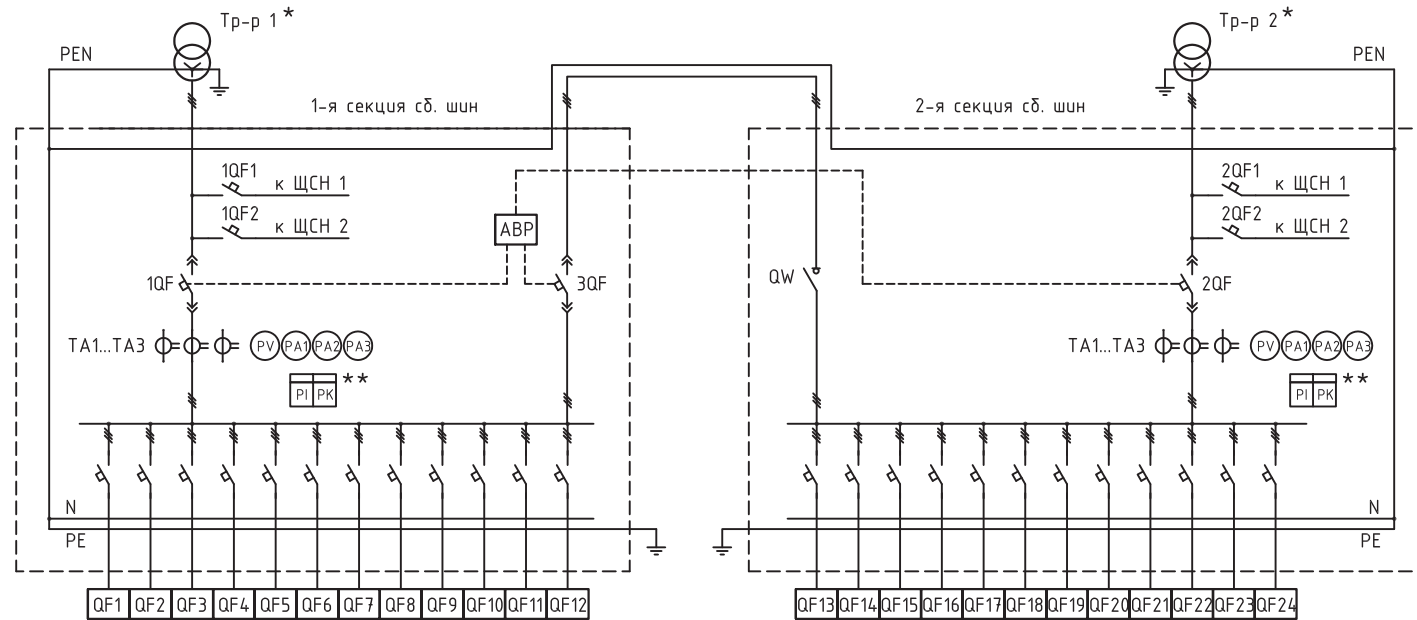 Тр-р 1*
Тр-р 2*
PEN
PEN
1-я секция сб. шин
2-я секция сб. шин
1QF1
к ЩСН 1
2QF1
к ЩСН 1
1QF2
к ЩСН 2
АВР
2QF2
к ЩСН 2
1QF
3QF
QW
2QF
TA1...TA3
PV
PA1
PA2
PA3
TA1...TA3
PV
PA1
PA2
PA3
PI
PK
**
PI
PK
**
N
N
PE
PE
QF1
QF2
QF3
QF4
QF5
QF6
QF7
QF8
QF9
QF10
QF11
QF12
QF13
QF14
QF15
QF16
QF17
QF18
QF19
QF20
QF21
QF22
QF23
QF24